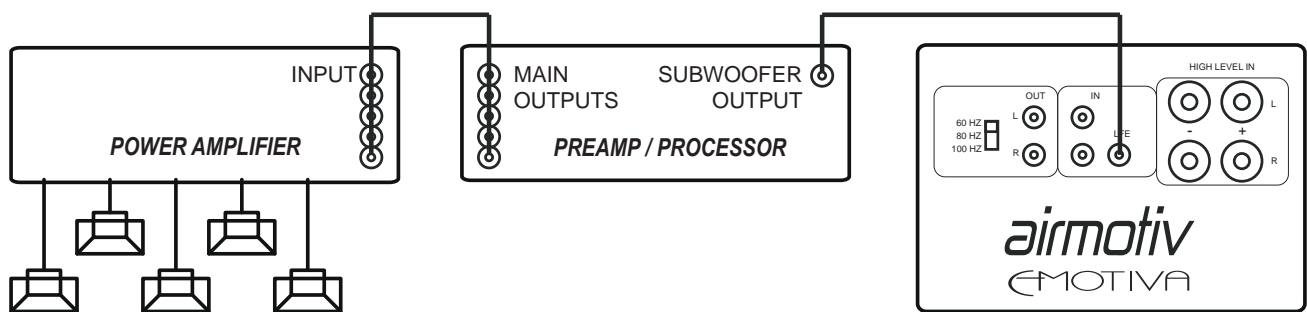 INPUT
POWER AMPLIFIER
MAIN
OUTPUTS
SUBWOOFER
OUTPUT
PREAMP / PROCESSOR
HIGH LEVEL IN
OUT
IN
L
R
60 HZ
80 HZ
100 HZ
LFE
- +
L
R
airmotiv
EMOTIVA